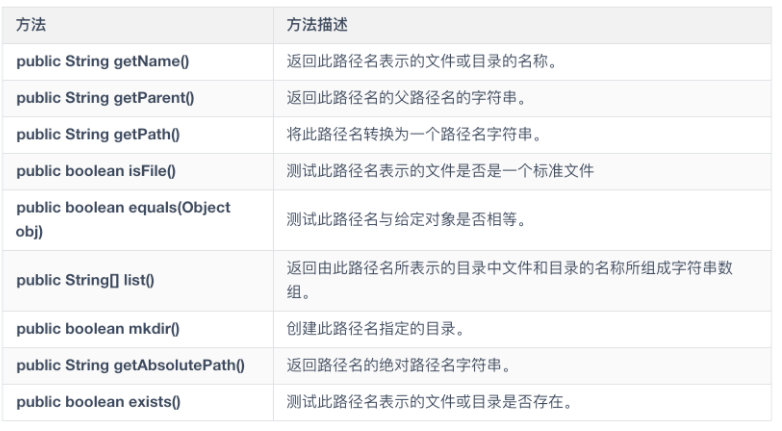 方法 方法描述
public String getName() 返回此路径名表示的文件或目录的名称。
public String getParent() 返回此路径名的父路径名的字符串。
public String getPath() 将此路径名转换为一个路径名字符串。
public boolean isFile() 测试此路径名表示的文件是否是一个标准文件
public boolean equals(Object
obj)
测试此路径名与给定对象是否相等。
public String[] list()
返回由此路径名所表示的目录中文件和目录的名称所组成字符串数
组。
public boolean mkdir() 创建此路径名指定的目录。
public String getAbsolutePath() 返回路径名的绝对路径名字符串。
public boolean exists() 测试此路径名表示的文件或目录是否存在。